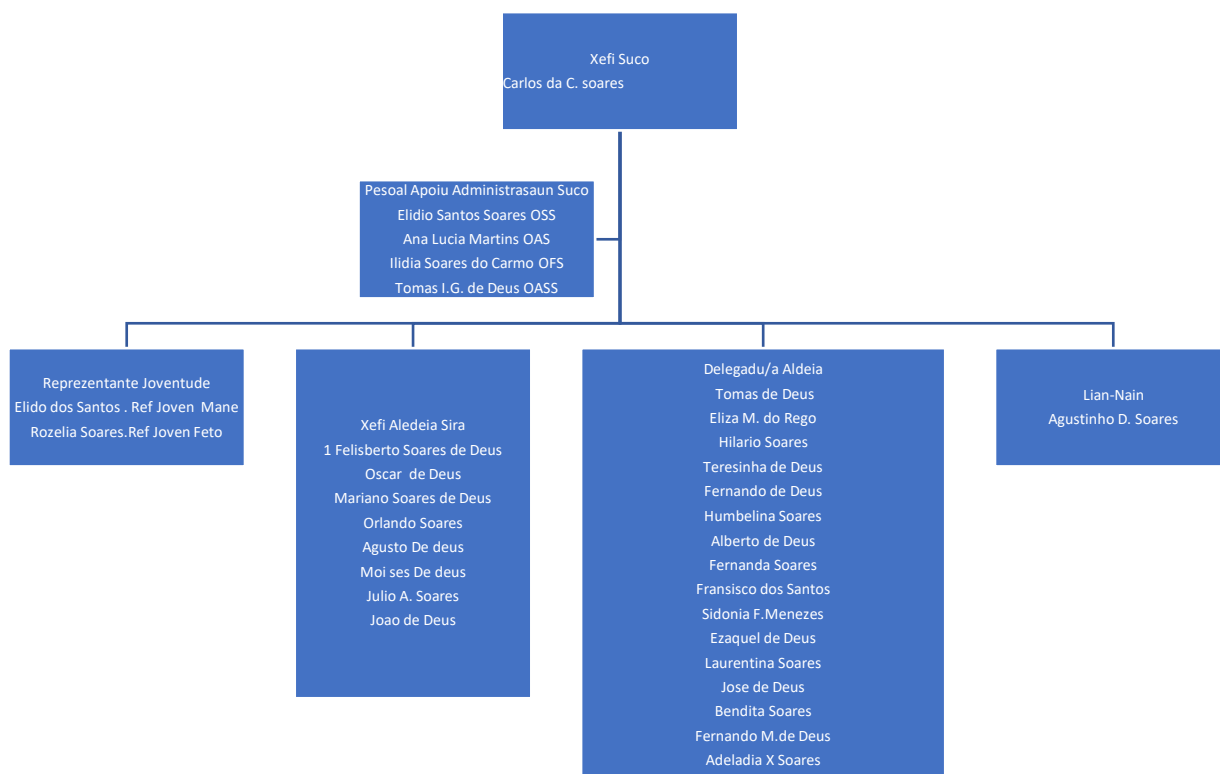 Xefi Suco
Carlos da C. soares
Pesoal Apoiu Administrasaun Suco
Elidio Santos Soares OSS
Ana Lucia Martins OAS
Ilidia Soares do Carmo OFS
Tomas I.G. de Deus OASS
Reprezentante Joventude
Elido dos Santos . Ref Joven Mane
Rozelia Soares.Ref Joven Feto
Xefi Aledeia Sira
1 Felisberto Soares de Deus
Oscar de Deus
Mariano Soares de Deus
Orlando Soares
Agusto De deus
Moi ses De deus
Julio A. Soares
Joao de Deus
Delegadu/a Aldeia
Tomas de Deus
Eliza M. do Rego
Hilario Soares
Teresinha de Deus
Fernando de Deus
Humbelina Soares
Alberto de Deus
Fernanda Soares
Fransisco dos Santos
Sidonia F.Menezes
Ezaquel de Deus
Laurentina Soares
Jose de Deus
Bendita Soares
Fernando M.de Deus
Adeladia X Soares
Lian-Nain
Agustinho D. Soares